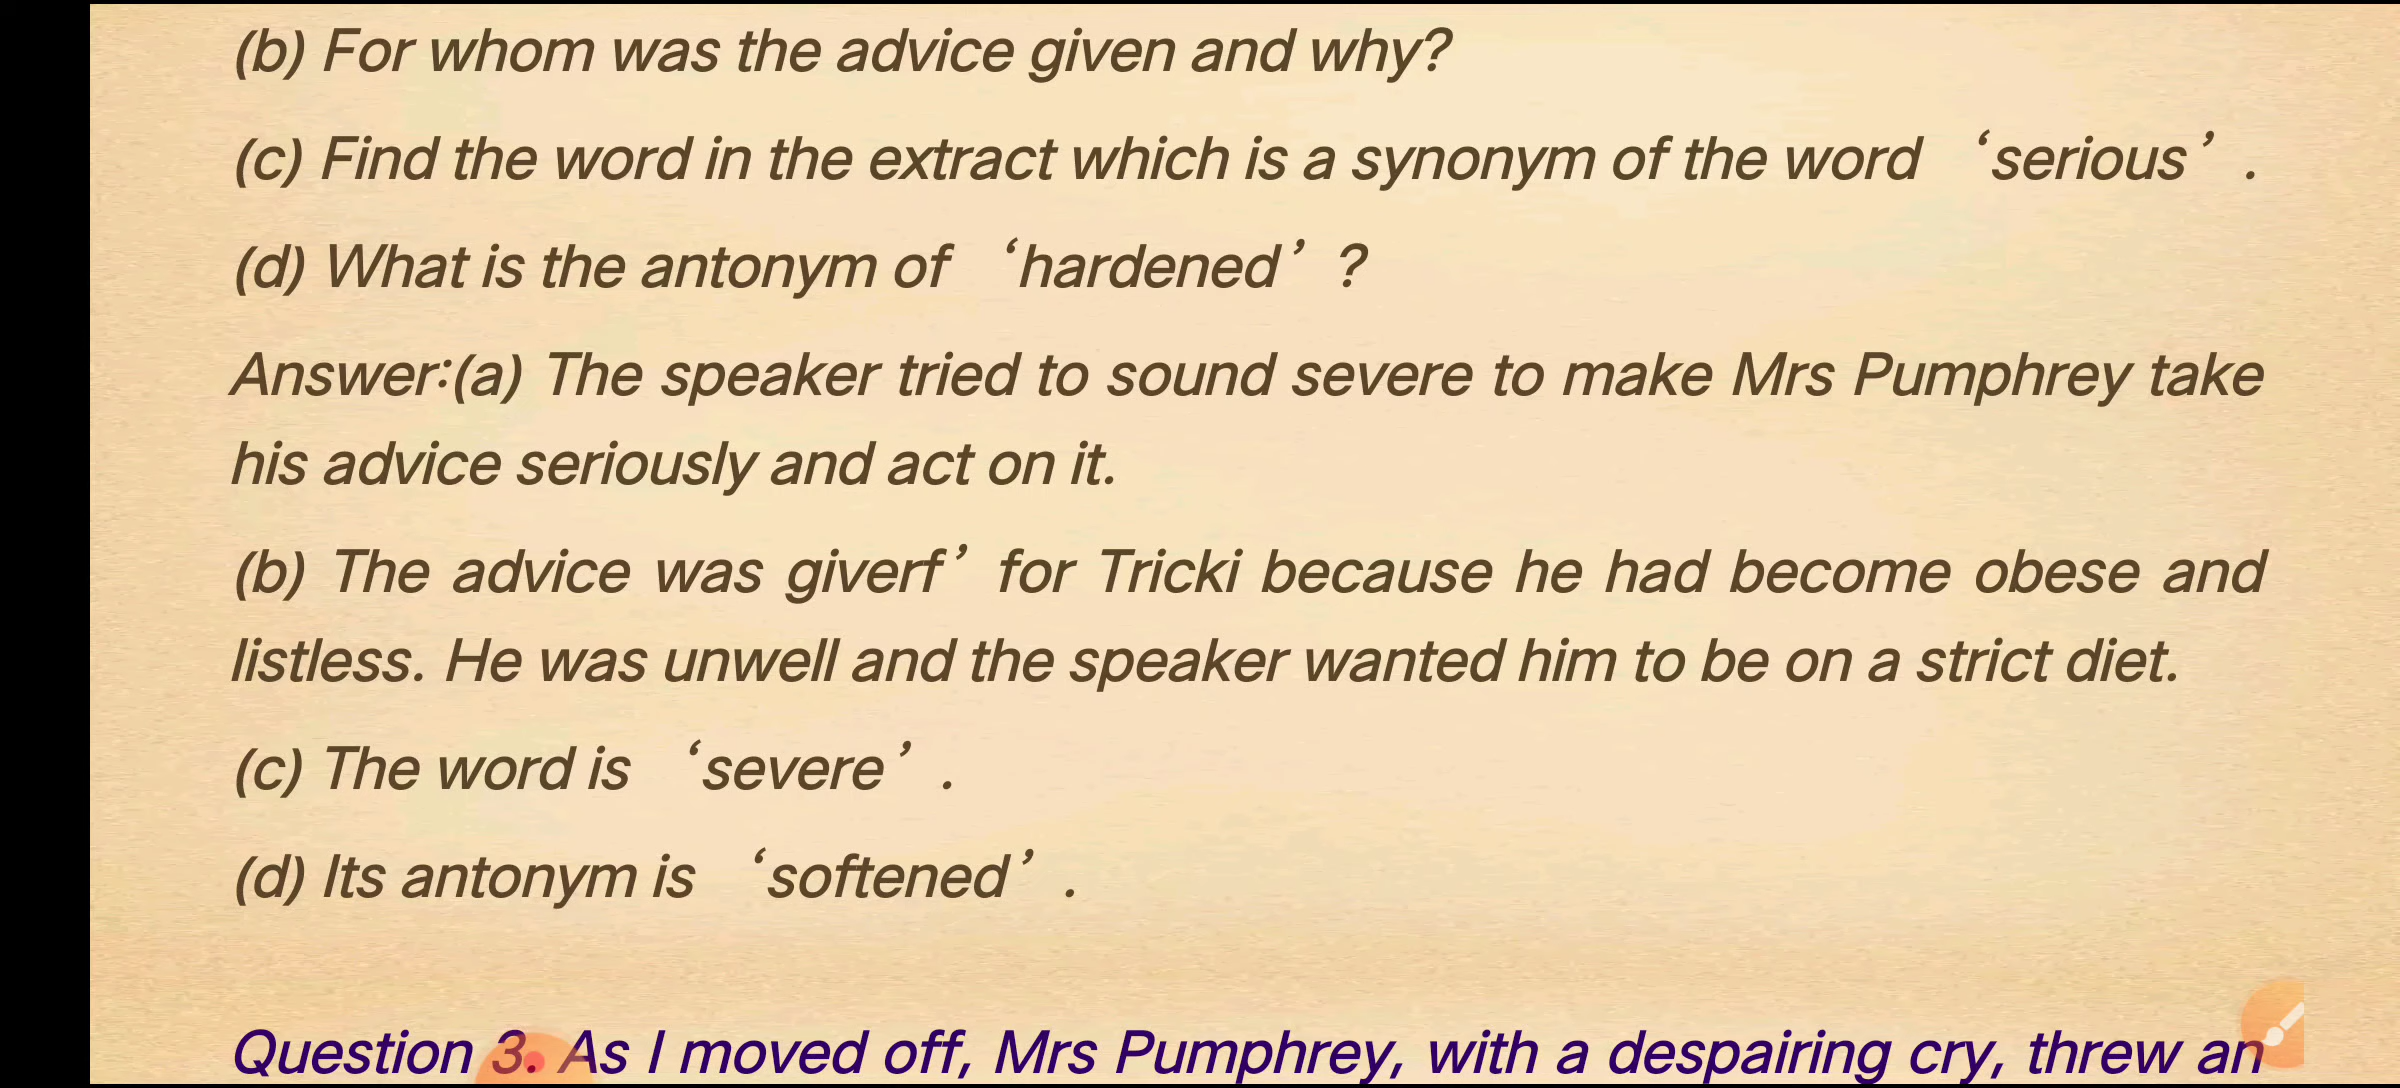 (b) For whom was the advice given and why?
(c) Find the word in the extract which is a synonym of the word ‘serious’.
(d) What is the antonym of ‘hardened’?
Answer:(a) The speaker tried to sound severe to make Mrs Pumphrey take
his advice seriously and act on it.
(b) The advice was giverf’ for Tricki because he had become obese and
listless. He was unwell and the speaker wanted him to be on a strict diet.
(c) The word is ‘severe’.
(d) Its antonym is ‘softened’.
Question 3. As I moved off, Mrs Pumphrey, with a despairing cry, threw an